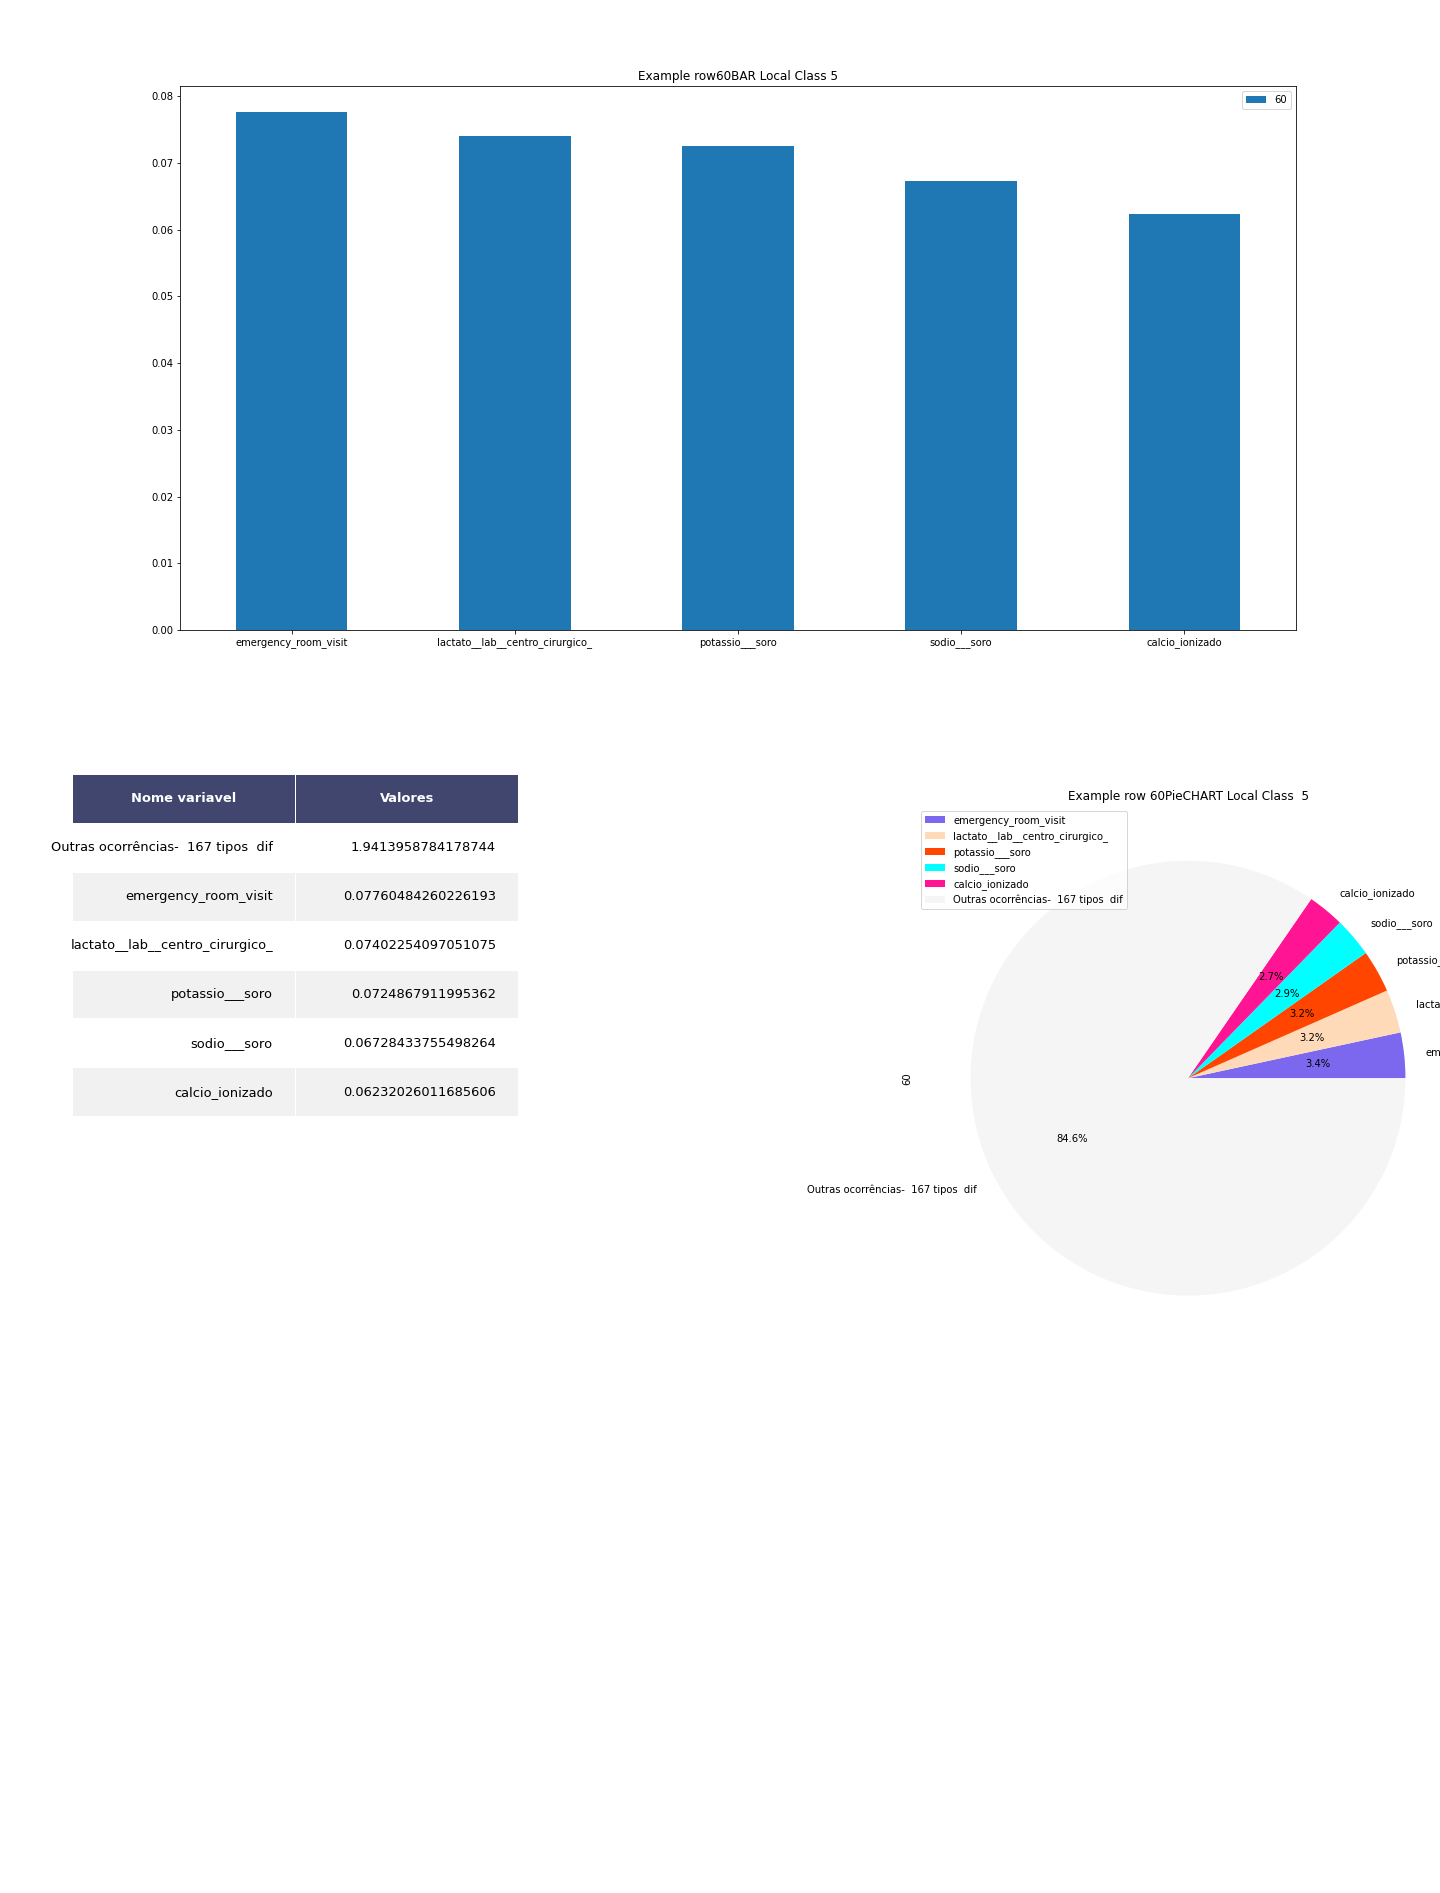 Example row60BAR Local Class 5
60
0.08
0.07
0.06
0.05
0.04
0.03
0.02
0.01
0.00
emergency_room_visit
lactato__lab__centro_cirurgico_
potassio___soro
sodio___soro
calcio_ionizado
Nome variavel Valores
Outras ocorrências-  167 tipos  dif 1.9413958784178744
emergency_room_visit 0.07760484260226193
lactato__lab__centro_cirurgico_ 0.07402254097051075
potassio___soro 0.0724867911995362
sodio___soro 0.06728433755498264
calcio_ionizado 0.06232026011685606
Example row 60PieCHART Local Class  5
emergency_room_visit
lactato__lab__centro_cirurgico_
potassio___soro
sodio___soro
calcio_ionizado
Outras ocorrências-  167 tipos  dif
calcio_ionizado
sodio___soro
potassio_
lacta
em
2.7%
2.9%
3.2%
3.2%
3.4%
60
84.6%
Outras ocorrências-  167 tipos  dif